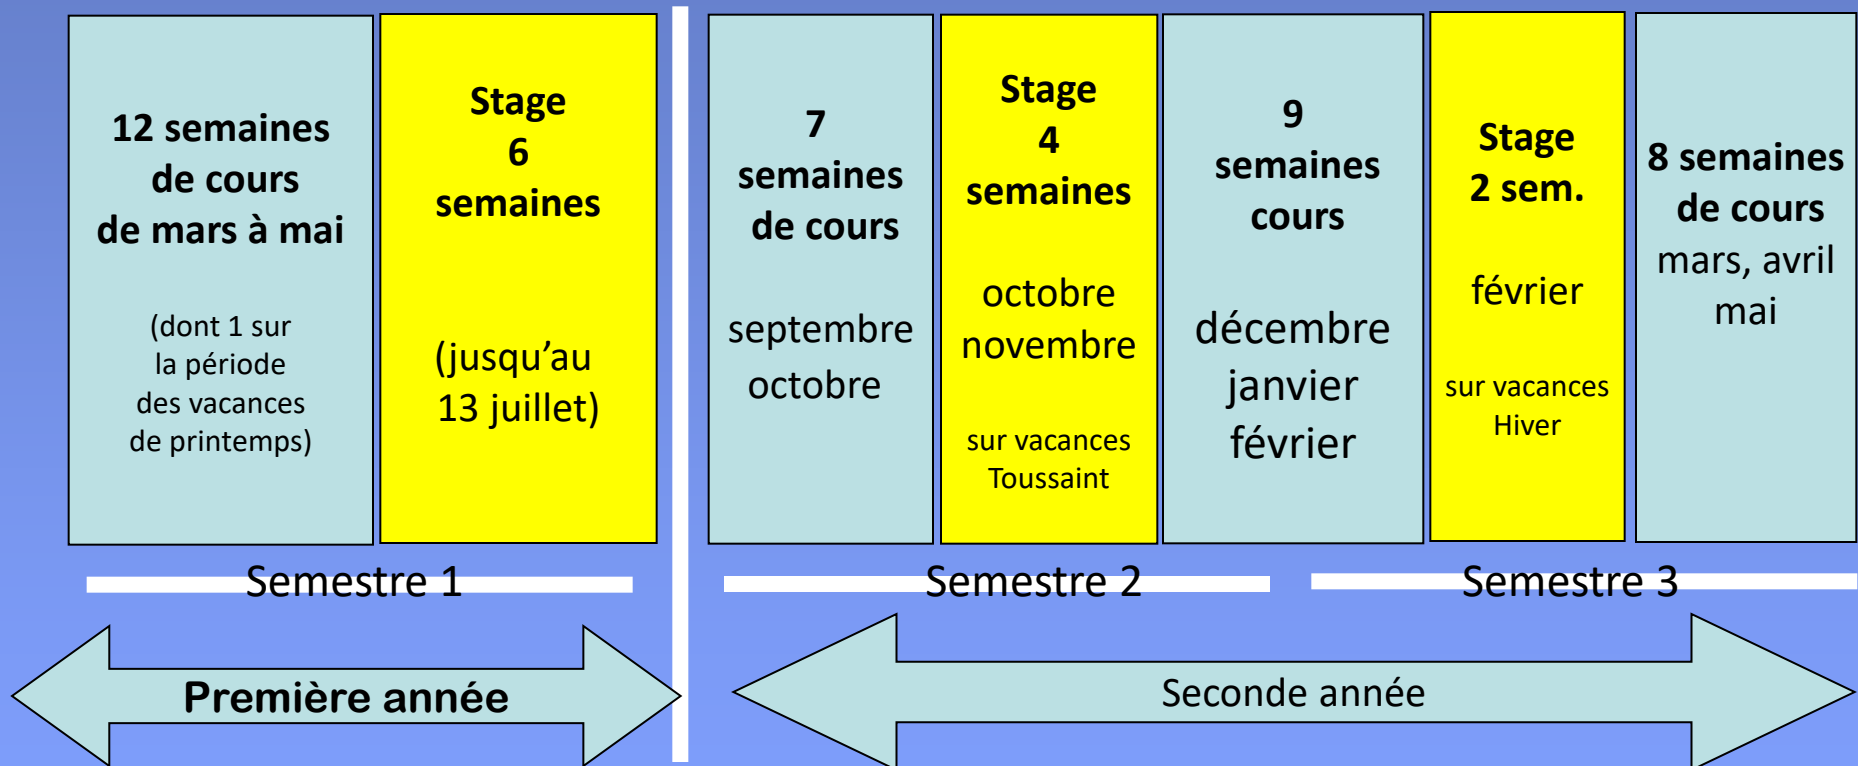 12 semaines
de cours
de mars à mai
(dont 1 sur
la période
des vacances
de printemps)
Stage
6
semaines
(jusqu’au
13 juillet)
7
semaines
de cours
septembre
octobre
Stage
4
semaines
octobre
novembre
sur vacances
Toussaint
9
semaines
cours
décembre
janvier
février
Stage
2 sem.
février
sur vacances
Hiver
8 semaines
de cours
mars, avril
mai
Semestre 1
Semestre 2
Semestre 3
Première année
Seconde année